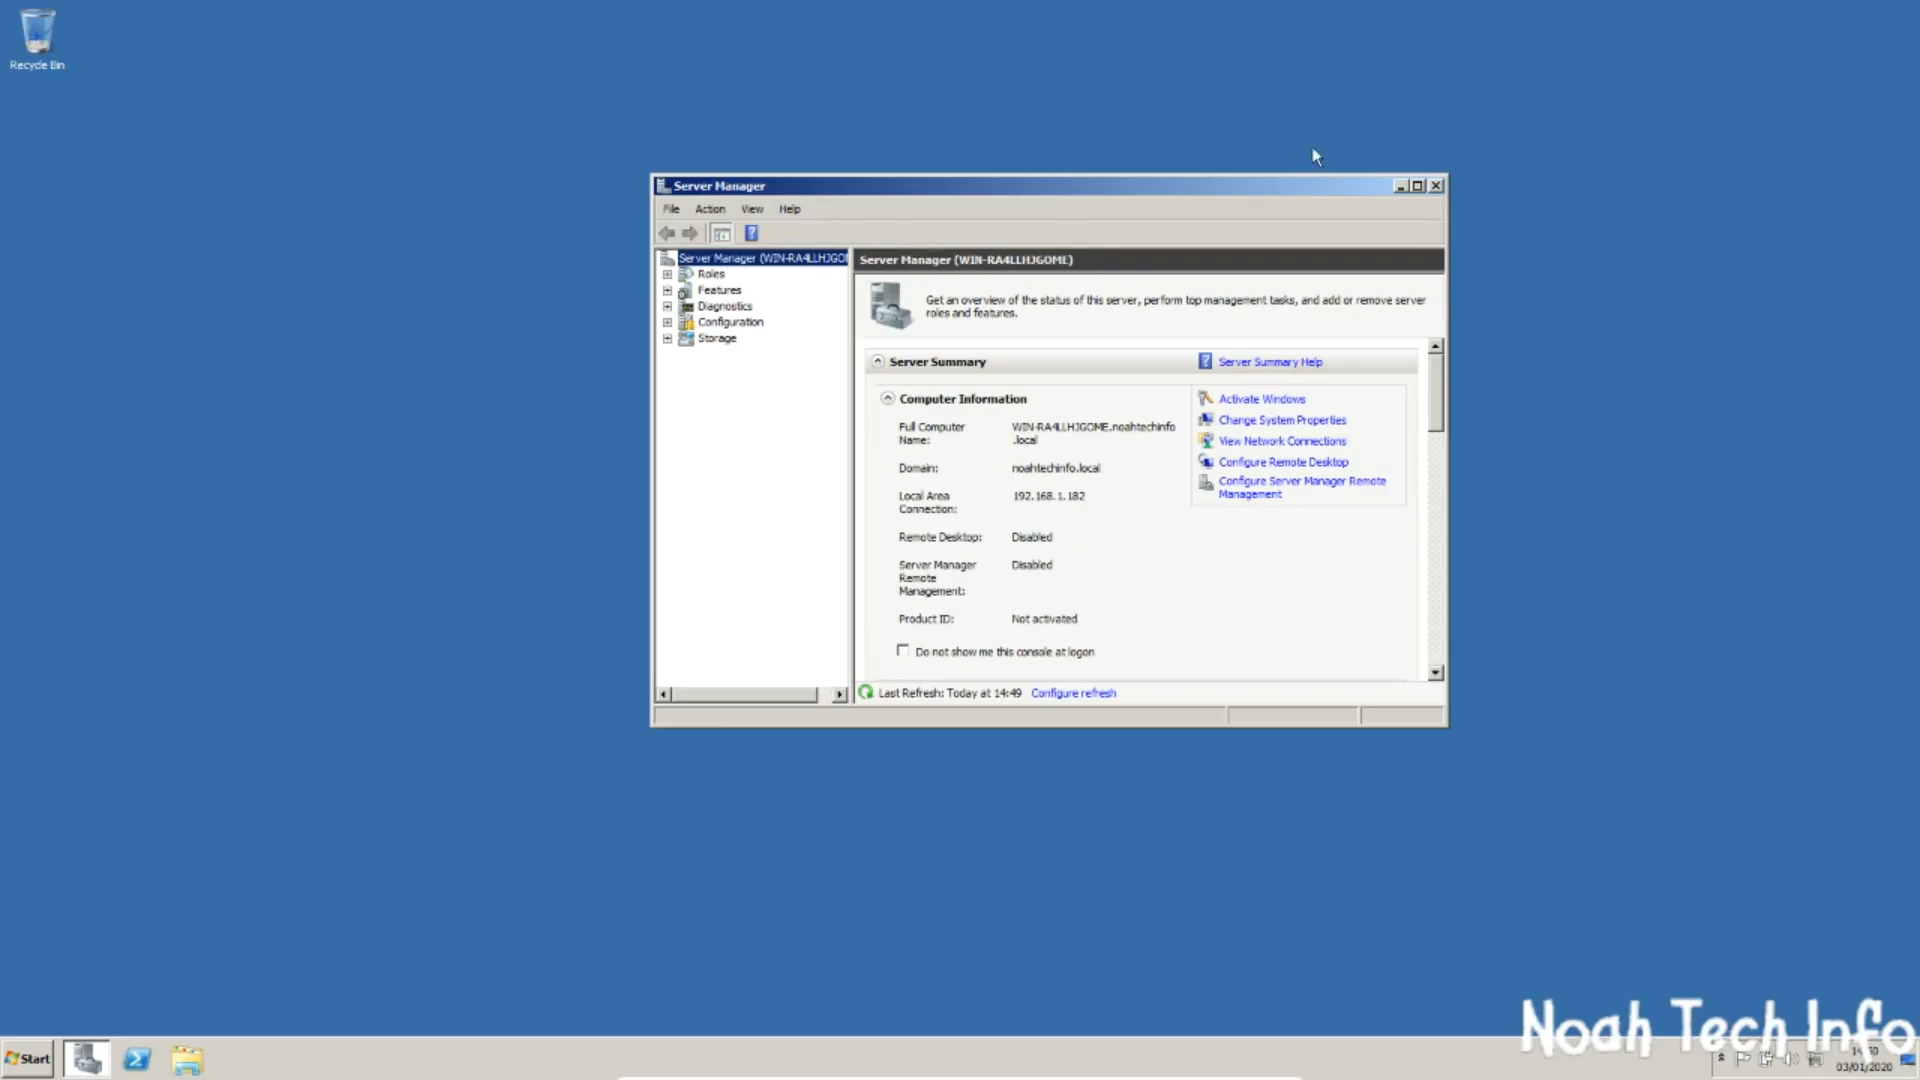 Recycle Bin
Server Manager
File Action View Help
Server Manager (WIN-RA4LLHJGO
Roles
Features
Diagnostics
Configuration
Storage
Server Manager (WIN-RA4LLHJGOME)
Get an overview of the status of this server, perform top management tasks, and add or remove server
roles and features.
Server Summary
Server Summary Help
Computer Information
Full Computer
Name:
WIN-RA4LLHJGOME.noahtechinfo
.local
Domain:
noahtechinfo.local
Local Area
Connection:
192.168.1.182
Remote Desktop:
Disabled
Server Manager
Remote
Management:
Disabled
Product ID:
Not activated
Do not show me this console at logon
Activate Windows
Change System Properties
View Network Connections
Configure Remote Desktop
Configure Server Manager Remote
Management
Last Refresh: Today at 14:49 Configure refresh
Noah Tech Info
Start
03/01/2020